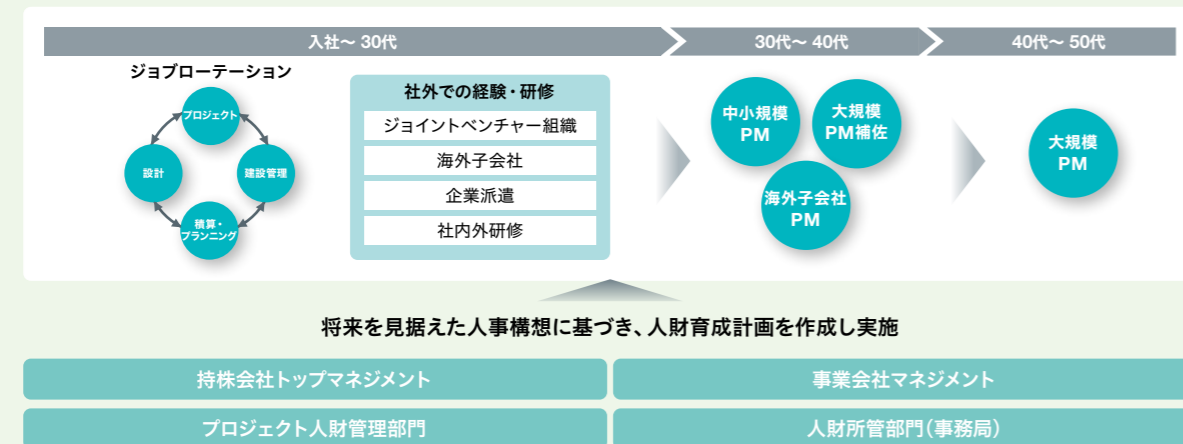 入社～30代
30代～40代
40代～50代
ジョブローテーション
プロジェクト
設計
建設管理
積算・
プランニング
社外での経験・研修
ジョイントベンチャー組織
海外子会社
企業派遣
社内外研修
中小規模
PM
大規模
PM補佐
海外子会社
PM
大規模
PM
将来を見据えた人事構想に基づき、人財育成計画を作成し実施
持株会社トップマネジメント
事業会社マネジメント
プロジェクト人財管理部門
人財所管部門（事務局）